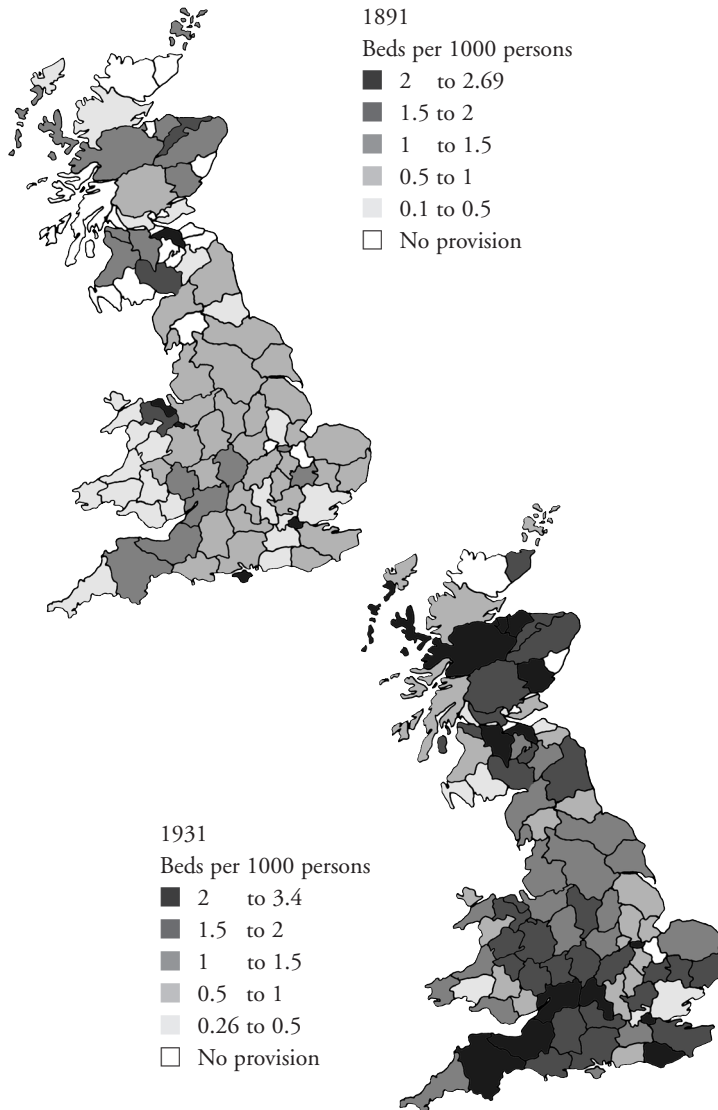 1891
Beds per 1000 persons
2 to 2.69
1.5 to 2
1 to 1.5
0.5 to 1
0.1 to 0.5
No provision
1931
Beds per 1000 persons
2 to 3.4
1.5 to 2
1 to 1.5
0.5 to 1
0.26 to 0.5
No provision